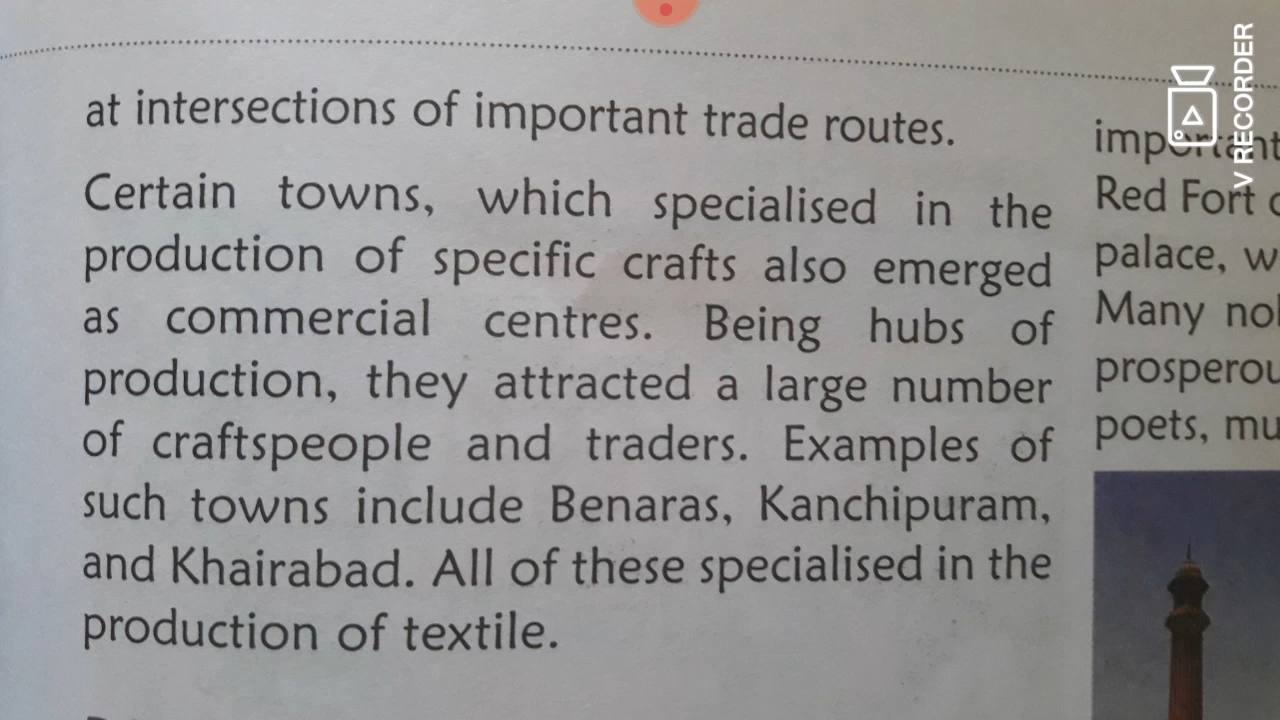 at intersections of important trade routes.
Certain towns, which specialised in the
production of specific crafts also emerged
as commercial centres. Being hubs of
production, they attracted a large number
of craftspeople and traders. Examples of
such towns include Benaras, Kanchipuram,
and Khairabad. All of these specialised in the
production of textile.
important
Red Fort
palace,
Many
poets,
V RECORDER